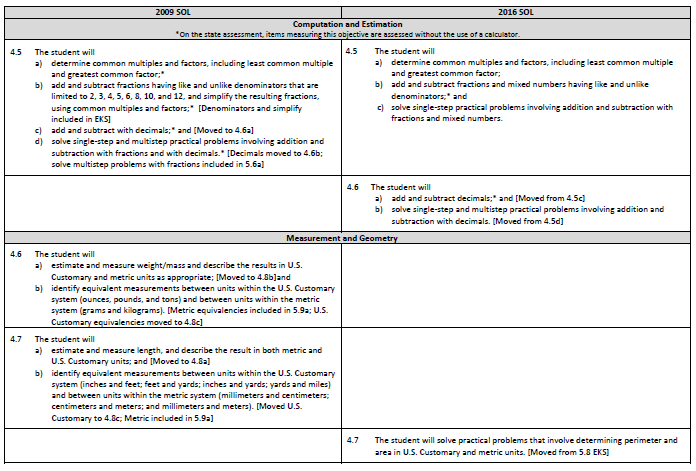 2009 SOL
2016 SOL
Computation and Estimation
*On the state assessment, items measuring this objective are assessed without the use of a calculator.
4.5 The student will
a) determine common multiples and factors, including least common multiple
and greatest common factor;*
b) add and subtract fractions having like and unlike denominators that are
limited to 2, 3, 4, 5, 6, 8, 10, and 12, and simplify the resulting fractions,
using common multiples and factors;* [Denominators and simplify
included in EKS]
c) add and subtract with decimals;* and [Moved to 4.6a]
d) solve single-step and multistep practical problems involving addition and
subtraction with fractions and with decimals.* [Decimals moved to 4.6b;
solve multistep problems with fractions included in 5.6a]
4.5 The student will
a) determine common multiples and factors, including least common multiple
and greatest common factor;
b) add and subtract fractions and mixed numbers having like and unlike
denominators;* and
c) solve single-step practical problems involving addition and subtraction with
fractions and mixed numbers.
4.6 The student will
a) add and subtract decimals;* and [Moved from 4.5c]
b) solve single-step and multistep practical problems involving addition and
subtraction with decimals. [Moved from 4.5d]
Measurement and Geometry
4.6 The student will
a) estimate and measure weight/mass and describe the results in U.S.
Customary and metric units as appropriate; [Moved to 4.8b]and
b) identify equivalent measurements between units within the U.S. Customary
system (ounces, pounds, and tons) and between units within the metric
system (grams and kilograms). [Metric equivalencies included in 5.9a; U.S.
Customary equivalencies moved to 4.8c]
4.7 The student will
a) estimate and measure length, and describe the result in both metric and
U.S. Customary units; and [Moved to 4.8a]
b) identify equivalent measurements between units within the U.S. Customary
system (inches and feet; feet and yards; inches and yards; yards and miles)
and between units within the metric system (millimeters and centimeters;
centimeters and meters; and millimeters and meters). [Moved U.S.
Customary to 4.8c; Metric included in 5.9a]
4.7 The student will solve practical problems that involve determining perimeter and
area in U.S. Customary and metric units. [Moved from 5.8 EKS]